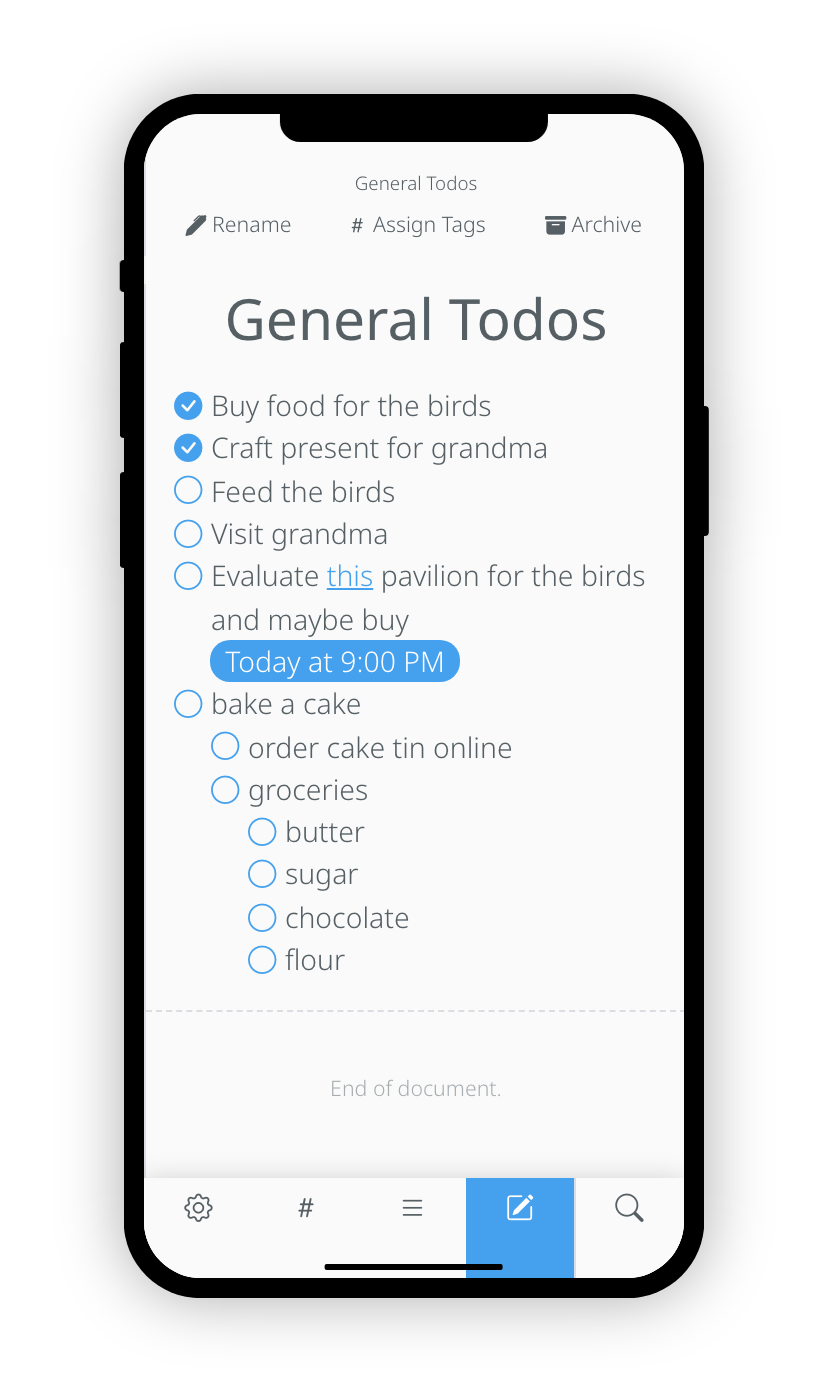 General Todos
Rename # Assign Tags Archive
General Todos
Buy food for the birds
Craft present for grandma
Feed the birds
Visit grandma
Evaluate this pavilion for the birds
and maybe buy
Today at 9:00 PM
bake a cake
order cake tin online
groceries
butter
sugar
chocolate
flour
End of document.
#